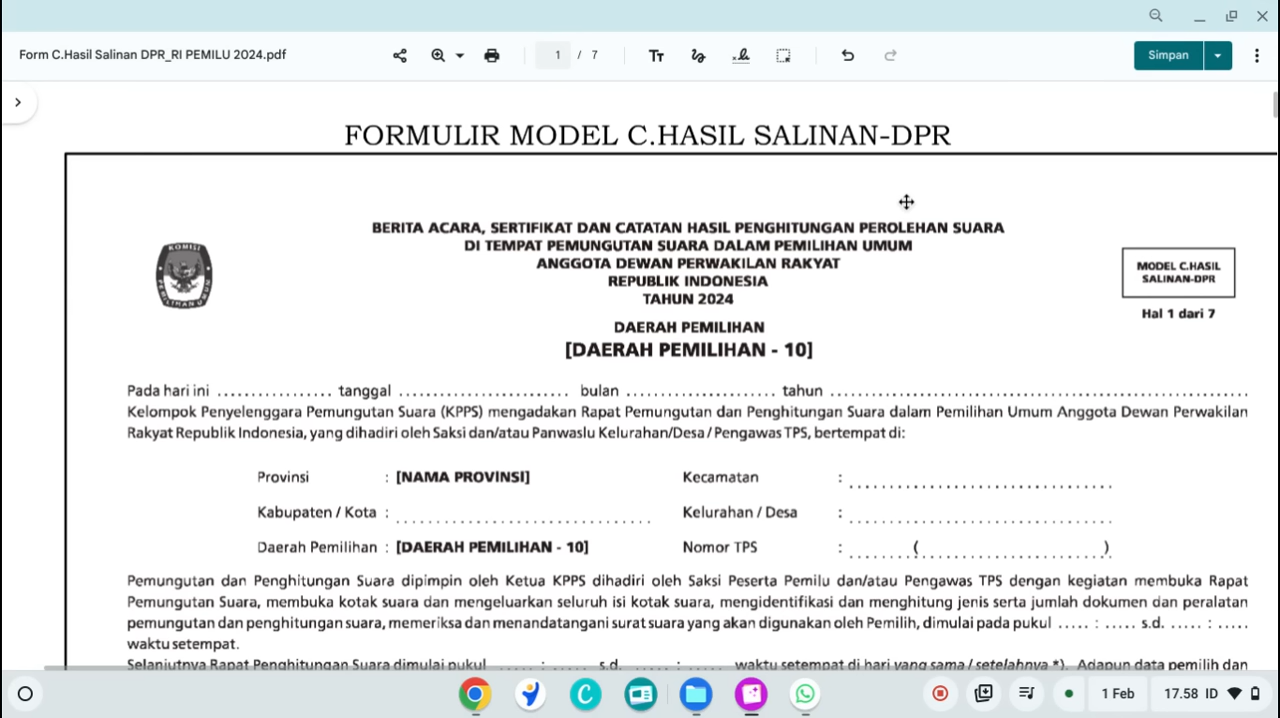 Form C.Hasil Salinan DPR_RI PEMILU 2024.pdf
1 / 7
Simpan
FORMULIR MODEL C.HASIL SALINAN-DPR
KOMISI
PEMILIHAN UMUM
BERITA ACARA, SERTIFIKAT DAN CATATAN HASIL PENGHITUNGAN PEROLEHAN SUARA
DI TEMPAT PEMUNGUTAN SUARA DALAM PEMILIHAN UMUM
ANGGOTA DEWAN PERWAKILAN RAKYAT
REPUBLIK INDONESIA
TAHUN 2024
MODEL C.HASIL
SALINAN-DPR
Hal 1 dari 7
DAERAH PEMILIHAN
[DAERAH PEMILIHAN - 10]
Pada hari ini ................ tanggal ........................ bulan ..................... tahun ...........................................................
Kelompok Penyelenggara Pemungutan Suara (KPPS) mengadakan Rapat Pemungutan dan Penghitungan Suara dalam Pemilihan Umum Anggota Dewan Perwakilan
Rakyat Republik Indonesia, yang dihadiri oleh Saksi dan/atau Panwaslu Kelurahan/Desa / Pengawas TPS, bertempat di:
Provinsi : [NAMA PROVINSI] Kecamatan : .................................
Kabupaten / Kota : ................................ Kelurahan / Desa : .................................
Daerah Pemilihan : [DAERAH PEMILIHAN - 10] Nomor TPS : ........(........................)
Pemungutan dan Penghitungan Suara dipimpin oleh Ketua KPPS dihadiri oleh Saksi Peserta Pemilu dan/atau Pengawas TPS dengan kegiatan membuka Rapat
Pemungutan Suara, membuka kotak suara dan mengeluarkan seluruh isi kotak suara, mengidentifikasi dan menghitung jenis serta jumlah dokumen dan peralatan
pemungutan dan penghitungan suara, memeriksa dan menandatangani surat suara yang akan digunakan oleh Pemilih, dimulai pada pukul ..... : ..... s.d. ..... : .....
waktu setempat.
Selanjutnya Rapat Penghitungan Suara dimulai pukul ..... : ..... s.d. ..... : ..... waktu setempat di hari yang sama / setelahnya *). Adapun data pemilih dan
1 Feb 17.58 ID